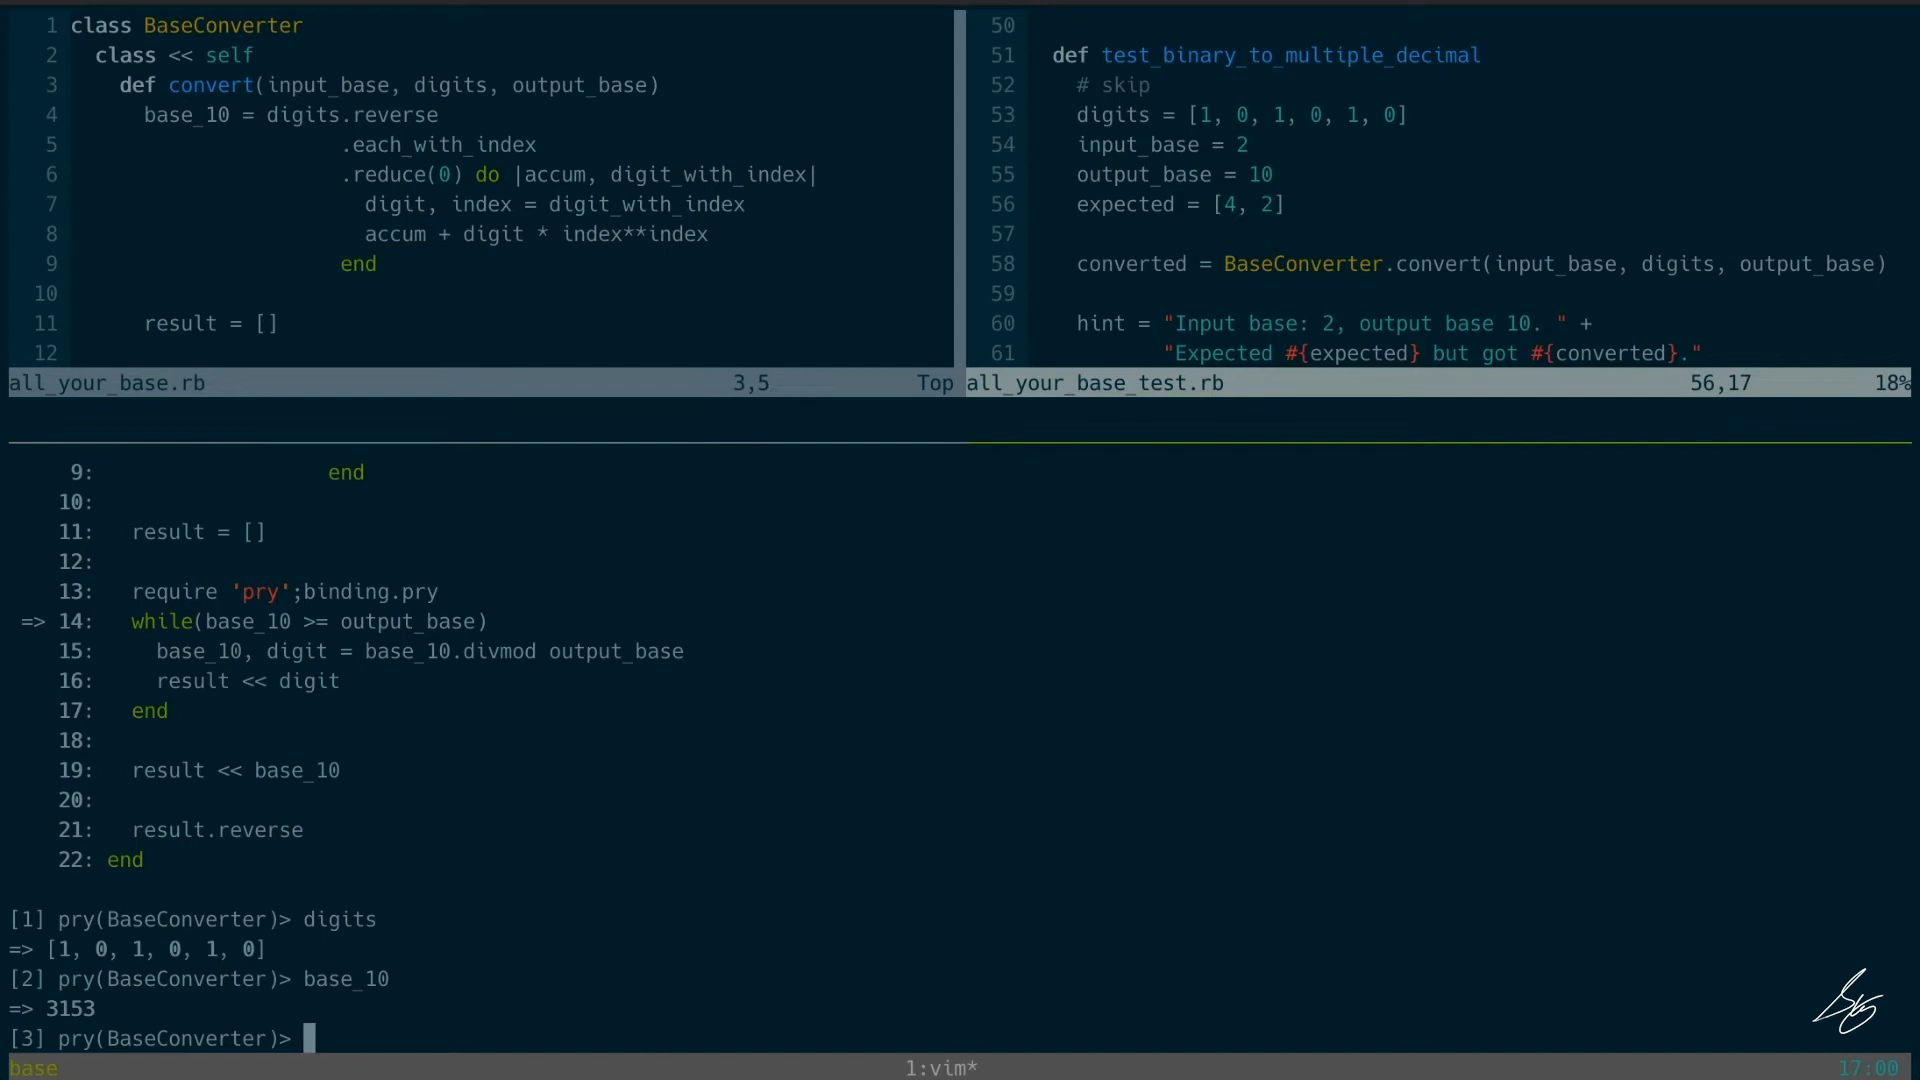 1 class BaseConverter
2 class << self
3 def convert(input_base, digits, output_base)
4 base_10 = digits.reverse
5 .each_with_index
6 .reduce(0) do |accum, digit_with_index|
7 digit, index = digit_with_index
8 accum + digit * index**index
9 end
10
11 result = []
12
all_your_base.rb 3,5 Top
50
51 def test_binary_to_multiple_decimal
52 # skip
53 digits = [1, 0, 1, 0, 1, 0]
54 input_base = 2
55 output_base = 10
56 expected = [4, 2]
57
58 converted = BaseConverter.convert(input_base, digits, output_base)
59
60 hint = "Input base: 2, output base 10. " +
61 "Expected #{expected} but got #{converted}."
all_your_base_test.rb 56,17 18%
9: end
10:
11: result = []
12:
13: require 'pry';binding.pry
=> 14: while(base_10 >= output_base)
15: base_10, digit = base_10.divmod output_base
16: result << digit
17: end
18:
19: result << base_10
20:
21: result.reverse
22: end
[1] pry(BaseConverter)> digits
=> [1, 0, 1, 0, 1, 0]
[2] pry(BaseConverter)> base_10
=> 3153
[3] pry(BaseConverter)>
base 1:vim* 17:00